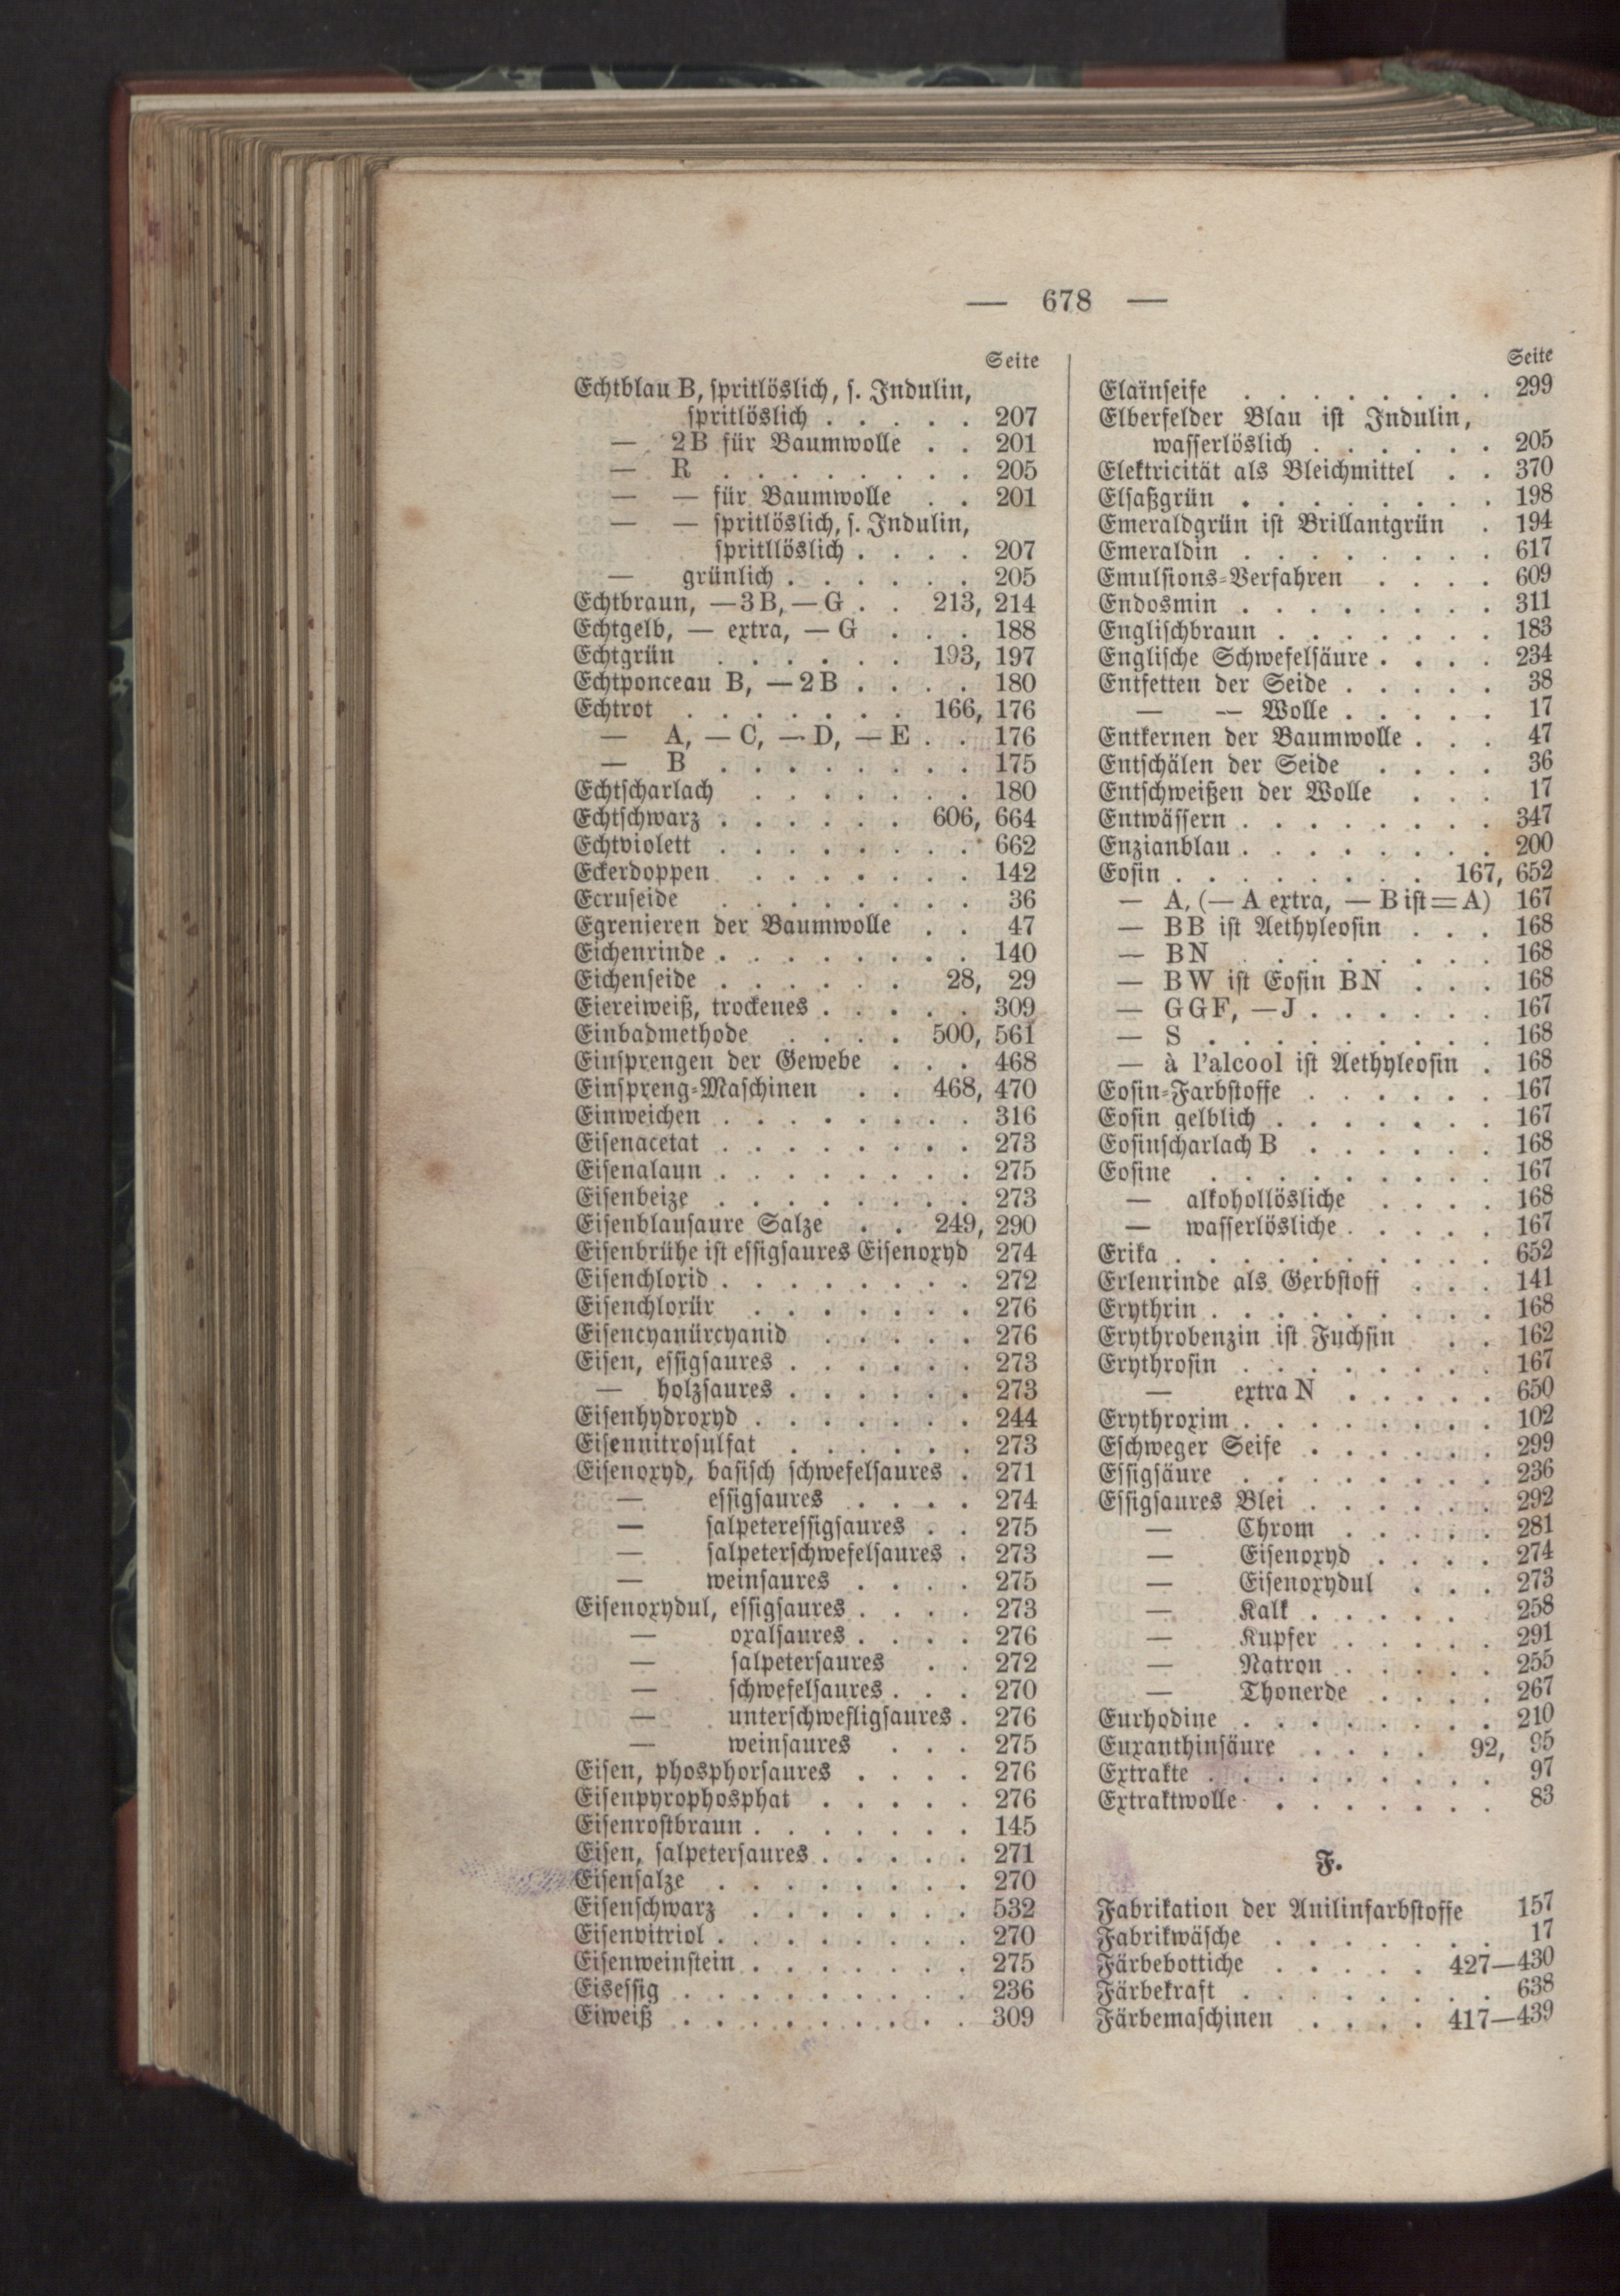 — 678 —
Seite
Echtblau B, spritlöslich, s. Indulin,
spritlöslich . . . . . 207
— 2B für Baumwolle . . 201
— R . . . . . . . . 205
— — für Baumwolle . . 201
— — spritlöslich, s. Indulin,
spritllöslich . . . . 207
— grünlich . . . . . . 205
Echtbraun, —3B, —G . . 213, 214
Echtgelb, — extra, — G . . . 188
Echtgrün . . . . . . 193, 197
Echtponceau B, —2B . . . . 180
Echtrot . . . . . . . 166, 176
— A, — C, — D, — E . . 176
— B . . . . . . . . 175
Echtscharlach . . . . . . . 180
Echtschwarz . . . . . . 606, 664
Echtviolett . . . . . . . . 662
Eckerdoppen . . . . . . . 142
Ecruseide . . . . . . . . 36
Egrenieren der Baumwolle . . 47
Eichenrinde . . . . . . . . 140
Eichenseide . . . . . . 28, 29
Eiereiweiß, trockenes . . . . . 309
Einbadmethode . . . . 500, 561
Einsprengen der Gewebe . . . 468
Einspreng-Maschinen . . 468, 470
Einweichen . . . . . . . . 316
Eisenacetat . . . . . . . . 273
Eisenalaun . . . . . . . . 275
Eisenbeize . . . . . . . . 273
Eisenblausaure Salze . . 249, 290
Eisenbrühe ist essigsaures Eisenoxyd 274
Eisenchlorid . . . . . . . . 272
Eisenchlorür . . . . . . . 276
Eisencyanürcyanid . . . . . 276
Eisen, essigsaures . . . . . . 273
— holzsaures . . . . . . 273
Eisenhydroxyd . . . . . . . 244
Eisennitrosulfat . . . . . . 273
Eisenoxyd, basisch schwefelsaures . 271
— essigsaures . . . . 274
— salpeteressigsaures . . 275
— salpeterschwefelsaures . 273
— weinsaures . . . . 275
Eisenoxydul, essigsaures . . . . 273
— oxalsaures . . . . 276
— salpetersaures . . 272
— schwefelsaures . . . 270
— unterschwefligsaures . 276
— weinsaures . . . 275
Eisen, phosphorsaures . . . . 276
Eisenpyrophosphat . . . . . 276
Eisenrostbraun . . . . . . . 145
Eisen, salpetersaures . . . . . 271
Eisensalze . . . . . . . . 270
Eisenschwarz . . . . . . . 532
Eisenvitriol . . . . . . . . 270
Eisenweinstein . . . . . . . 275
Eisessig . . . . . . . . . 236
Eiweiß . . . . . . . . . 309
Seite
Elaïnseife . . . . . . . . 299
Elberfelder Blau ist Indulin,
wasserlöslich . . . . . . 205
Elektricität als Bleichmittel . . 370
Elsaßgrün . . . . . . . . 198
Emeraldgrün ist Brillantgrün . 194
Emeraldin . . . . . . . . 617
Emulsions-Verfahren . . . . 609
Endosmin . . . . . . . . 311
Englischbraun . . . . . . . 183
Englische Schwefelsäure . . . . 234
Entfetten der Seide . . . . . 38
— — Wolle . . . . . 17
Entkernen der Baumwolle . . . 47
Entschälen der Seide . . . . 36
Entschweißen der Wolle . . . 17
Entwässern . . . . . . . . 347
Enzianblau . . . . . . . . 200
Eosin . . . . . . . . 167, 652
— A, (— A extra, — B ist = A) 167
— BB ist Aethyleosin . . . 168
— BN . . . . . . . . 168
— BW ist Eosin BN . . . 168
— GGF, —J . . . . . . 167
— S . . . . . . . . . 168
— à l'alcool ist Aethyleosin . 168
Eosin-Farbstoffe . . . . . . 167
Eosin gelblich . . . . . . . 167
Eosinscharlach B . . . . . . 168
Eosine . . . . . . . . . 167
— alkohollösliche . . . . 168
— wasserlösliche . . . . . 167
Erika . . . . . . . . . . 652
Erlenrinde als Gerbstoff . . . 141
Erythrin . . . . . . . . . 168
Erythrobenzin ist Fuchsin . . 162
Erythrosin . . . . . . . . 167
— extra N . . . . . 650
Erythroxim . . . . . . . . 102
Eschweger Seife . . . . . . 299
Essigsäure . . . . . . . . 236
Essigsaures Blei . . . . . . 292
— Chrom . . . . . 281
— Eisenoxyd . . . . 274
— Eisenoxydul . . . 273
— Kalk . . . . . 258
— Kupfer . . . . . 291
— Natron . . . . . 255
— Thonerde . . . . 267
Eurhodine . . . . . . . . 210
Euxanthinsäure . . . . 92, 95
Extrakte . . . . . . . . . 97
Extraktwolle . . . . . . . 83
F.
Fabrikation der Anilinfarbstoffe 157
Fabrikwäsche . . . . . . . 17
Färbebottiche . . . . . 427—430
Färbekraft . . . . . . . . 638
Färbemaschinen . . . . 417—439